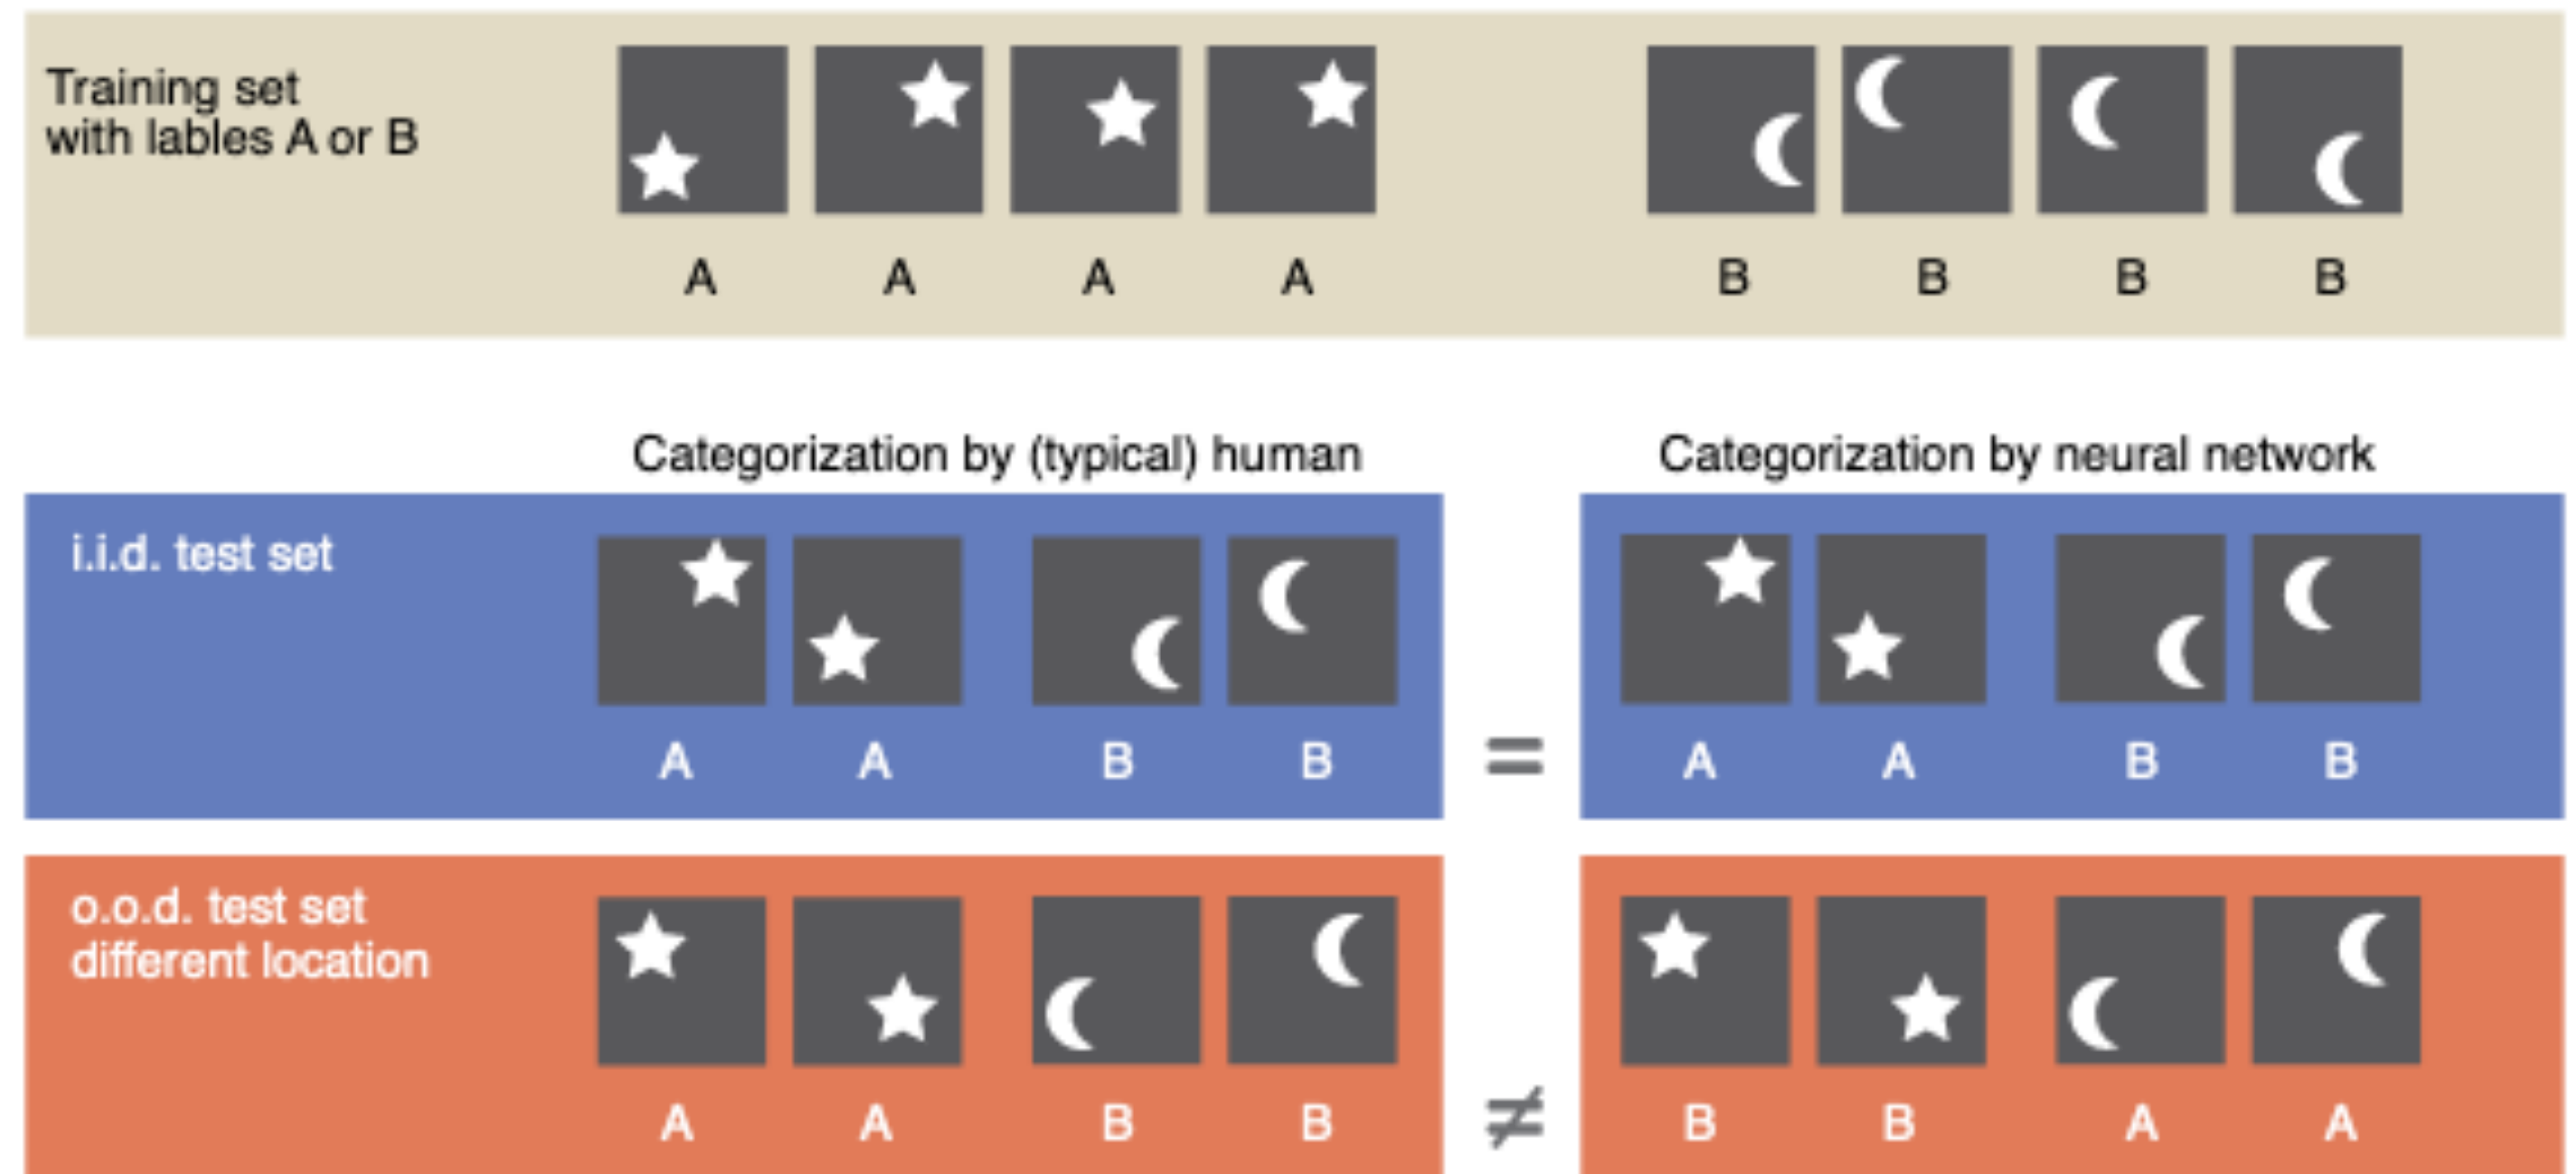 Training set
with lables A or B
A A A A B B B B
Categorization by (typical) human
Categorization by neural network
i.i.d. test set
A A B B = A A B B
o.o.d. test set
different location
A A B B ≠ B B A A